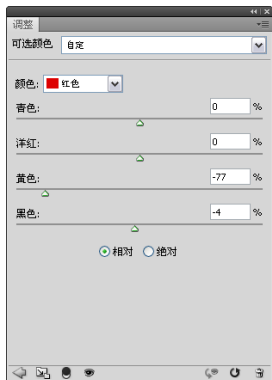 调整
可选颜色 自定
颜色: 红色
青色: 0 %
洋红: 0 %
黄色: -77 %
黑色: -4 %
相对 绝对